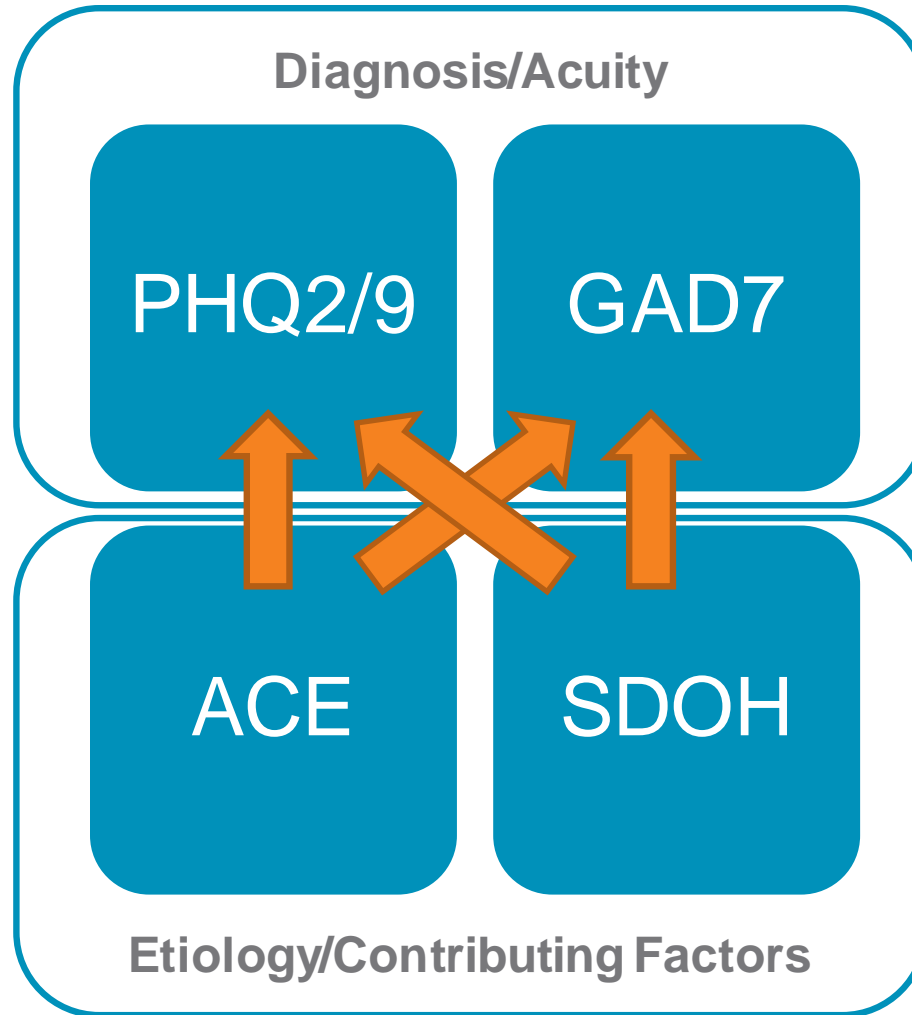 Diagnosis/Acuity
PHQ2/9
GAD7
ACE
SDOH
Etiology/Contributing Factors